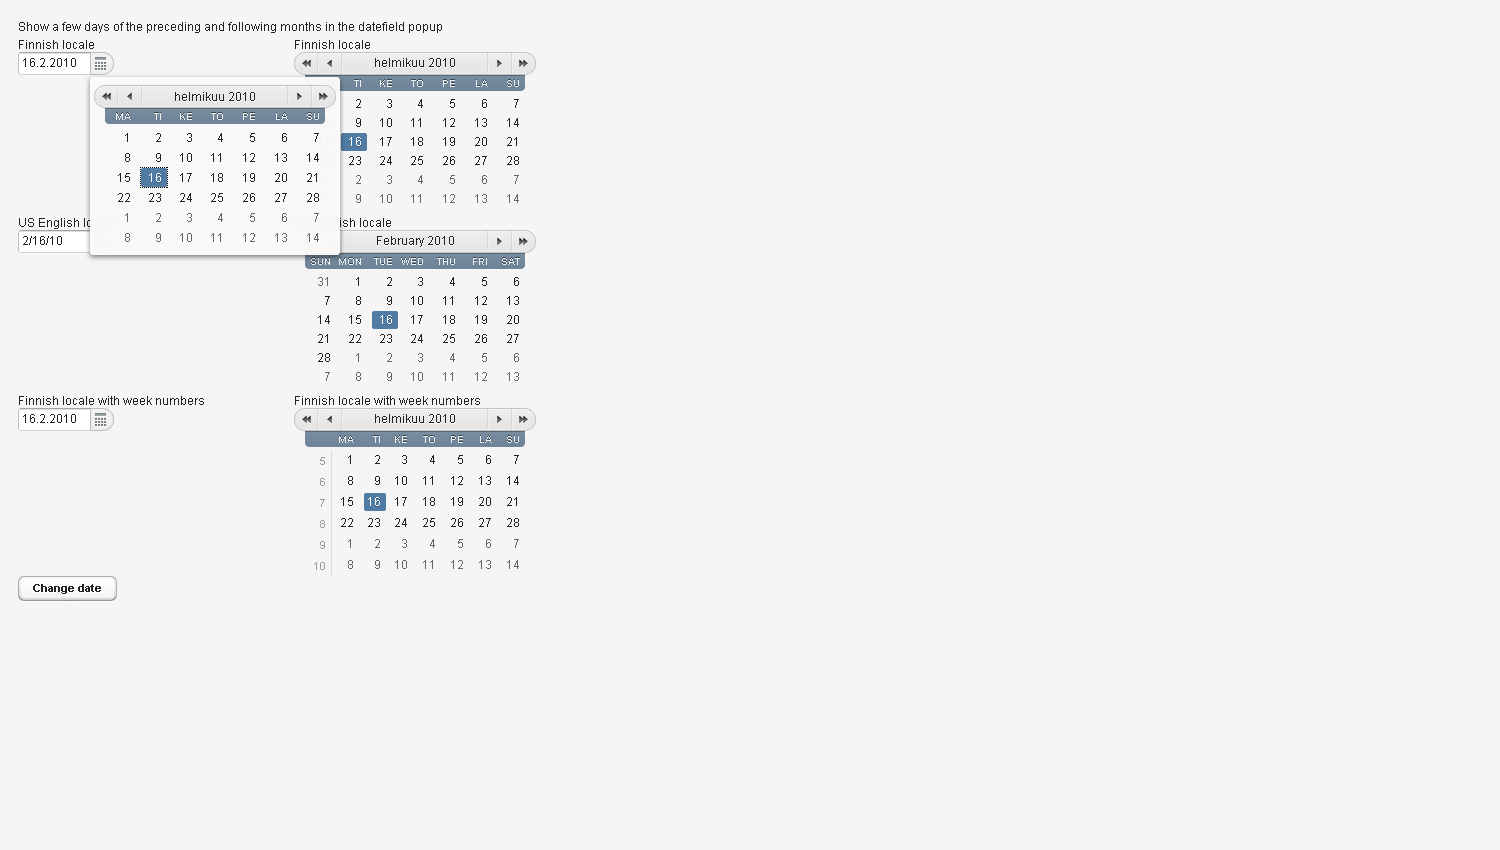 Show a few days of the preceding and following months in the datefield popup
Finnish locale
16.2.2010
helmikuu 2010
MA TI KE TO PE LA SU
1 2 3 4 5 6 7
8 9 10 11 12 13 14
15 16 17 18 19 20 21
22 23 24 25 26 27 28
1 2 3 4 5 6 7
8 9 10 11 12 13 14
Finnish locale
helmikuu 2010
TI KE TO PE LA SU
2 3 4 5 6 7
9 10 11 12 13 14
16 17 18 19 20 21
23 24 25 26 27 28
2 3 4 5 6 7
9 10 11 12 13 14
US English
2/16/10
locale
February 2010
SUN MON TUE WED THU FRI SAT
31 1 2 3 4 5 6
7 8 9 10 11 12 13
14 15 16 17 18 19 20
21 22 23 24 25 26 27
28 1 2 3 4 5 6
7 8 9 10 11 12 13
Finnish locale with week numbers
16.2.2010
Finnish locale with week numbers
helmikuu 2010
MA TI KE TO PE LA SU
5 1 2 3 4 5 6 7
6 8 9 10 11 12 13 14
7 15 16 17 18 19 20 21
8 22 23 24 25 26 27 28
9 1 2 3 4 5 6 7
10 8 9 10 11 12 13 14
Change date